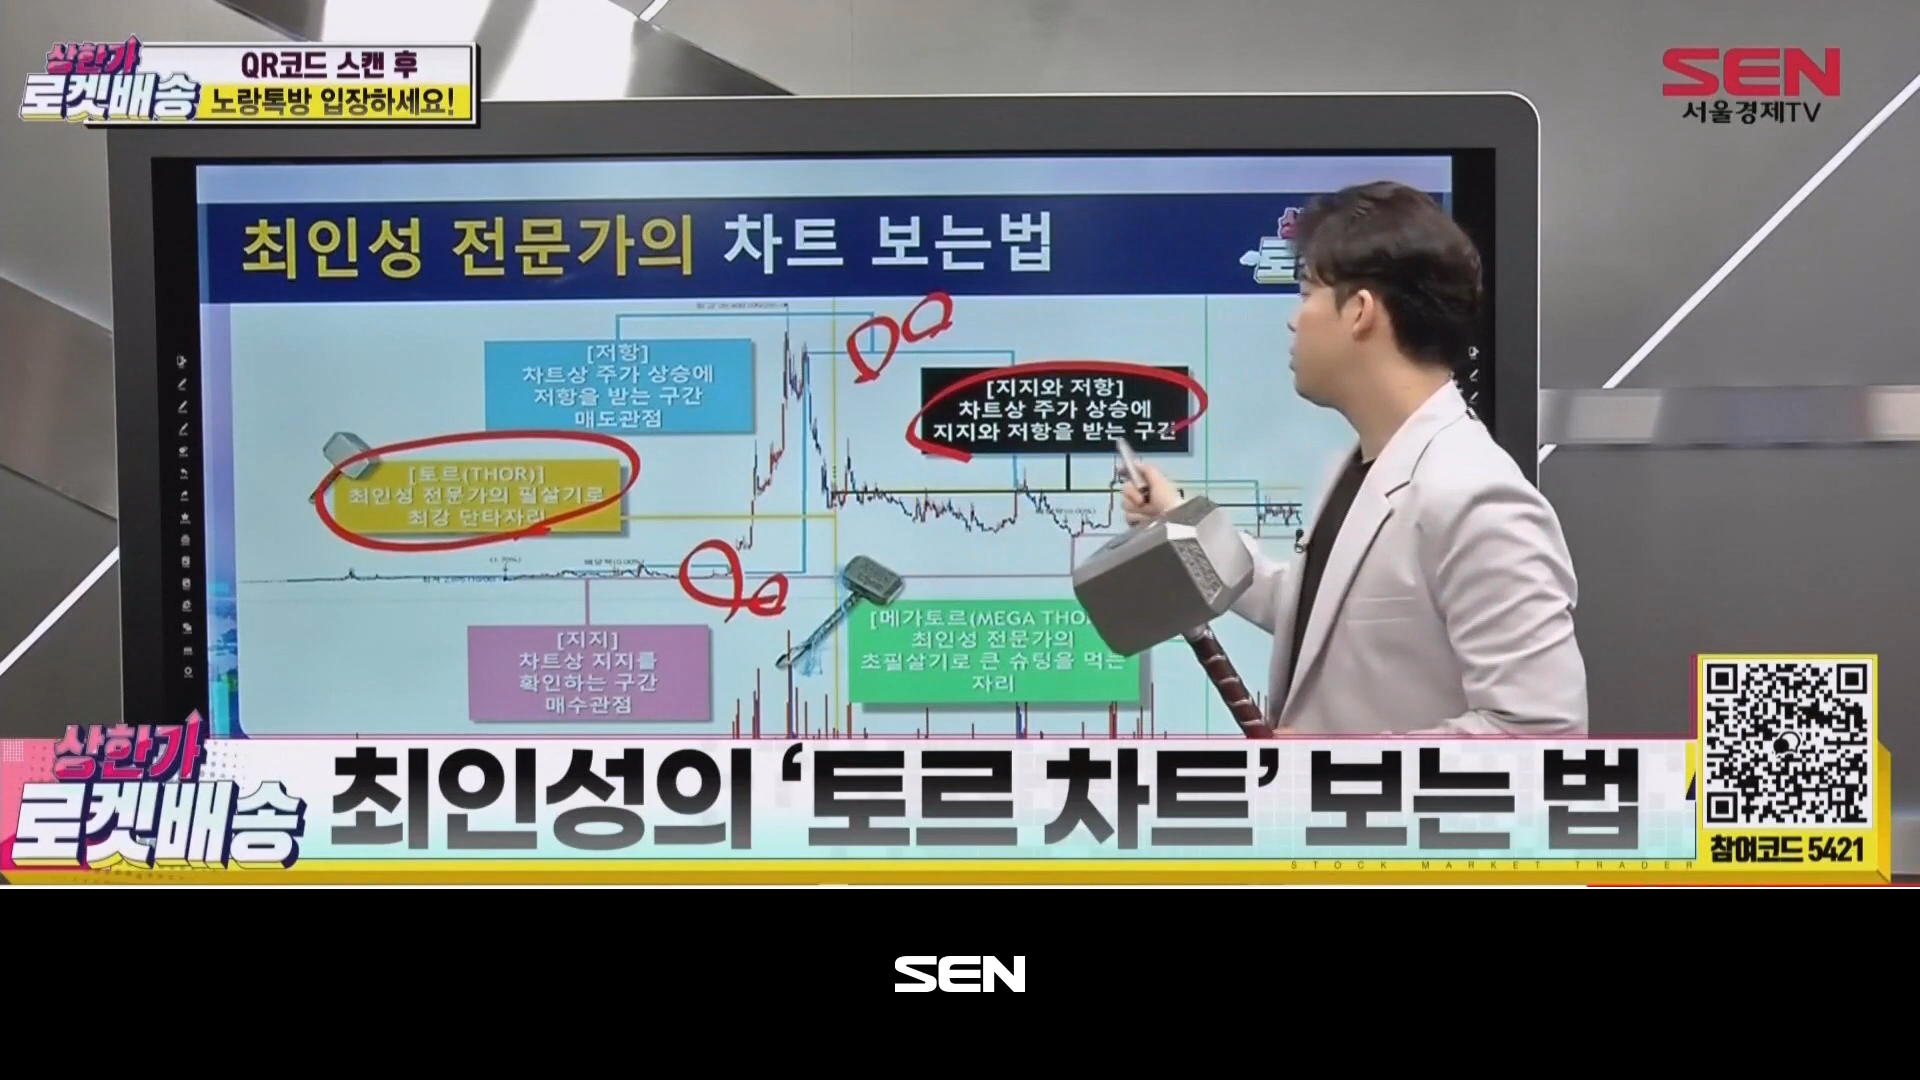 상한가
로켓배송
QR코드 스캔 후
노랑톡방 입장하세요!
SEN
서울경제TV
최인성 전문가의 차트 보는법
[저항]
차트상 주가 상승에
저항을 받는 구간
매도관점
[지지와 저항]
차트상 주가 상승에
지지와 저항을 받는 구간
[토르(THOR)]
최인성 전문가의 필살기로
최강 단타자리
[지지]
차트상 지지를
확인하는 구간
매수관점
[메가토르(MEGA THO
최인성 전문가의
초필살기로 큰 슈팅을 먹는
자리
상한가
로켓배송
최인성의 ‘토르 차트’ 보는 법
STOCK MARKET TRADER
참여코드 5421
SEN